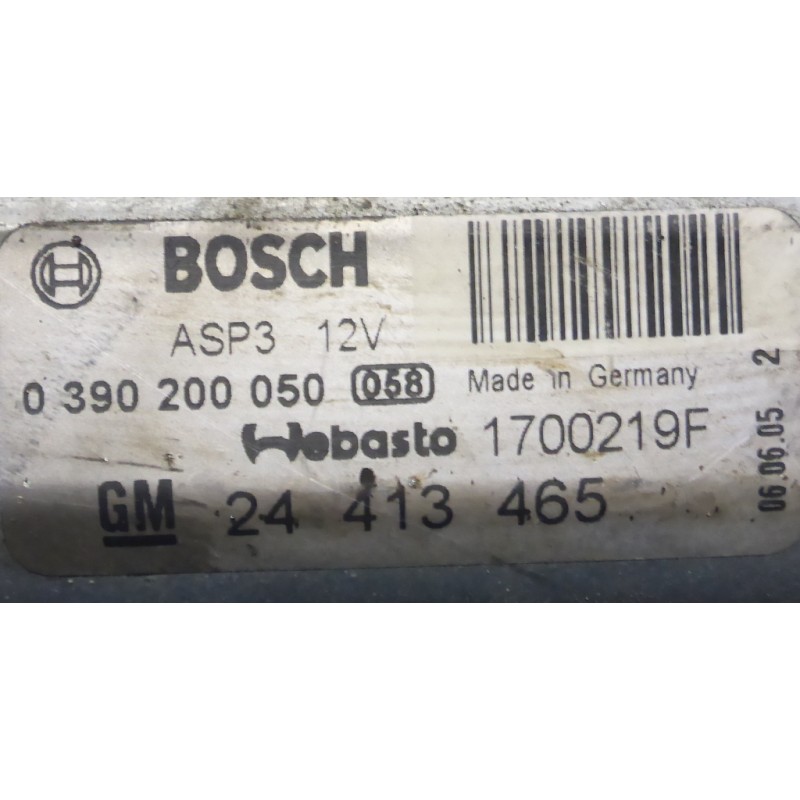 BOSCH
ASP3 12V
0 390 200 050 058 Made in Germany
Webasto 1700219F
GM 24 413 465
06.06.05 2